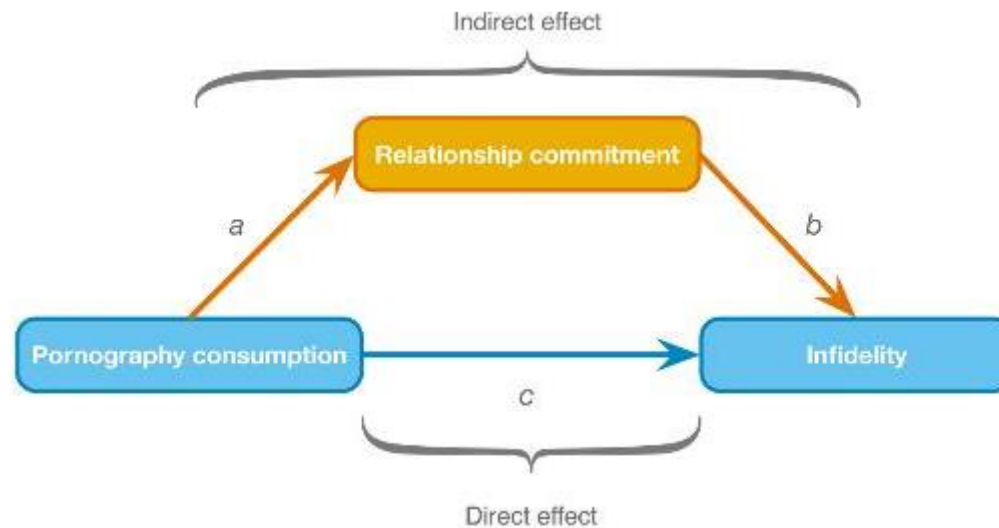 Indirect effect
Relationship commitment
a
b
Pornography consumption
Infidelity
c
Direct effect